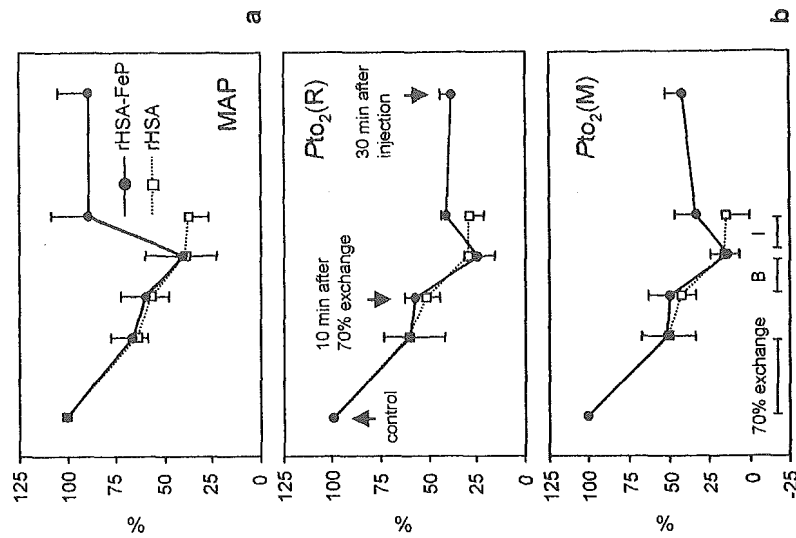 125
100
75
50
25
0
%
rHSA-FeP
rHSA
MAP
a
125
100
75
50
25
0
%
Pto₂(R)
control
10 min after
70% exchange
30 min after
injection
125
100
75
50
25
0
-25
%
Pto₂(M)
70% exchange
B
I
b